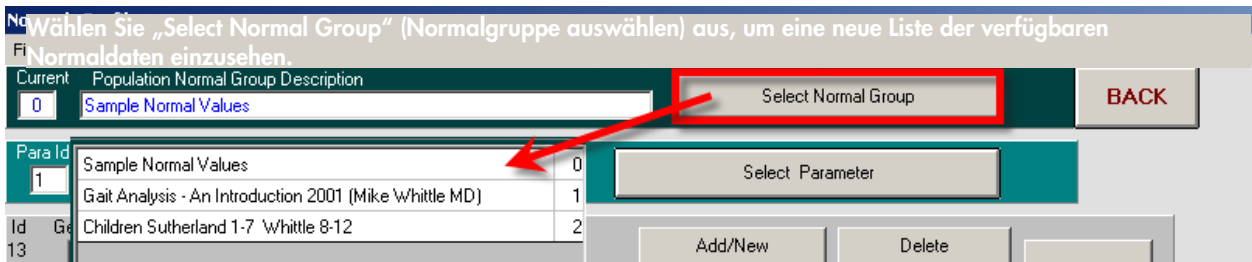 Wählen Sie „Select Normal Group“ (Normalgruppe auswählen) aus, um eine neue Liste der verfügbaren
Normaldaten einzusehen.
Current Population Normal Group Description
0 Sample Normal Values Select Normal Group BACK
Para Id
1 Select Parameter
Sample Normal Values 0
Gait Analysis - An Introduction 2001 (Mike Whittle MD) 1
Children Sutherland 1-7 Whittle 8-12 2
Id
13
Add/New Delete